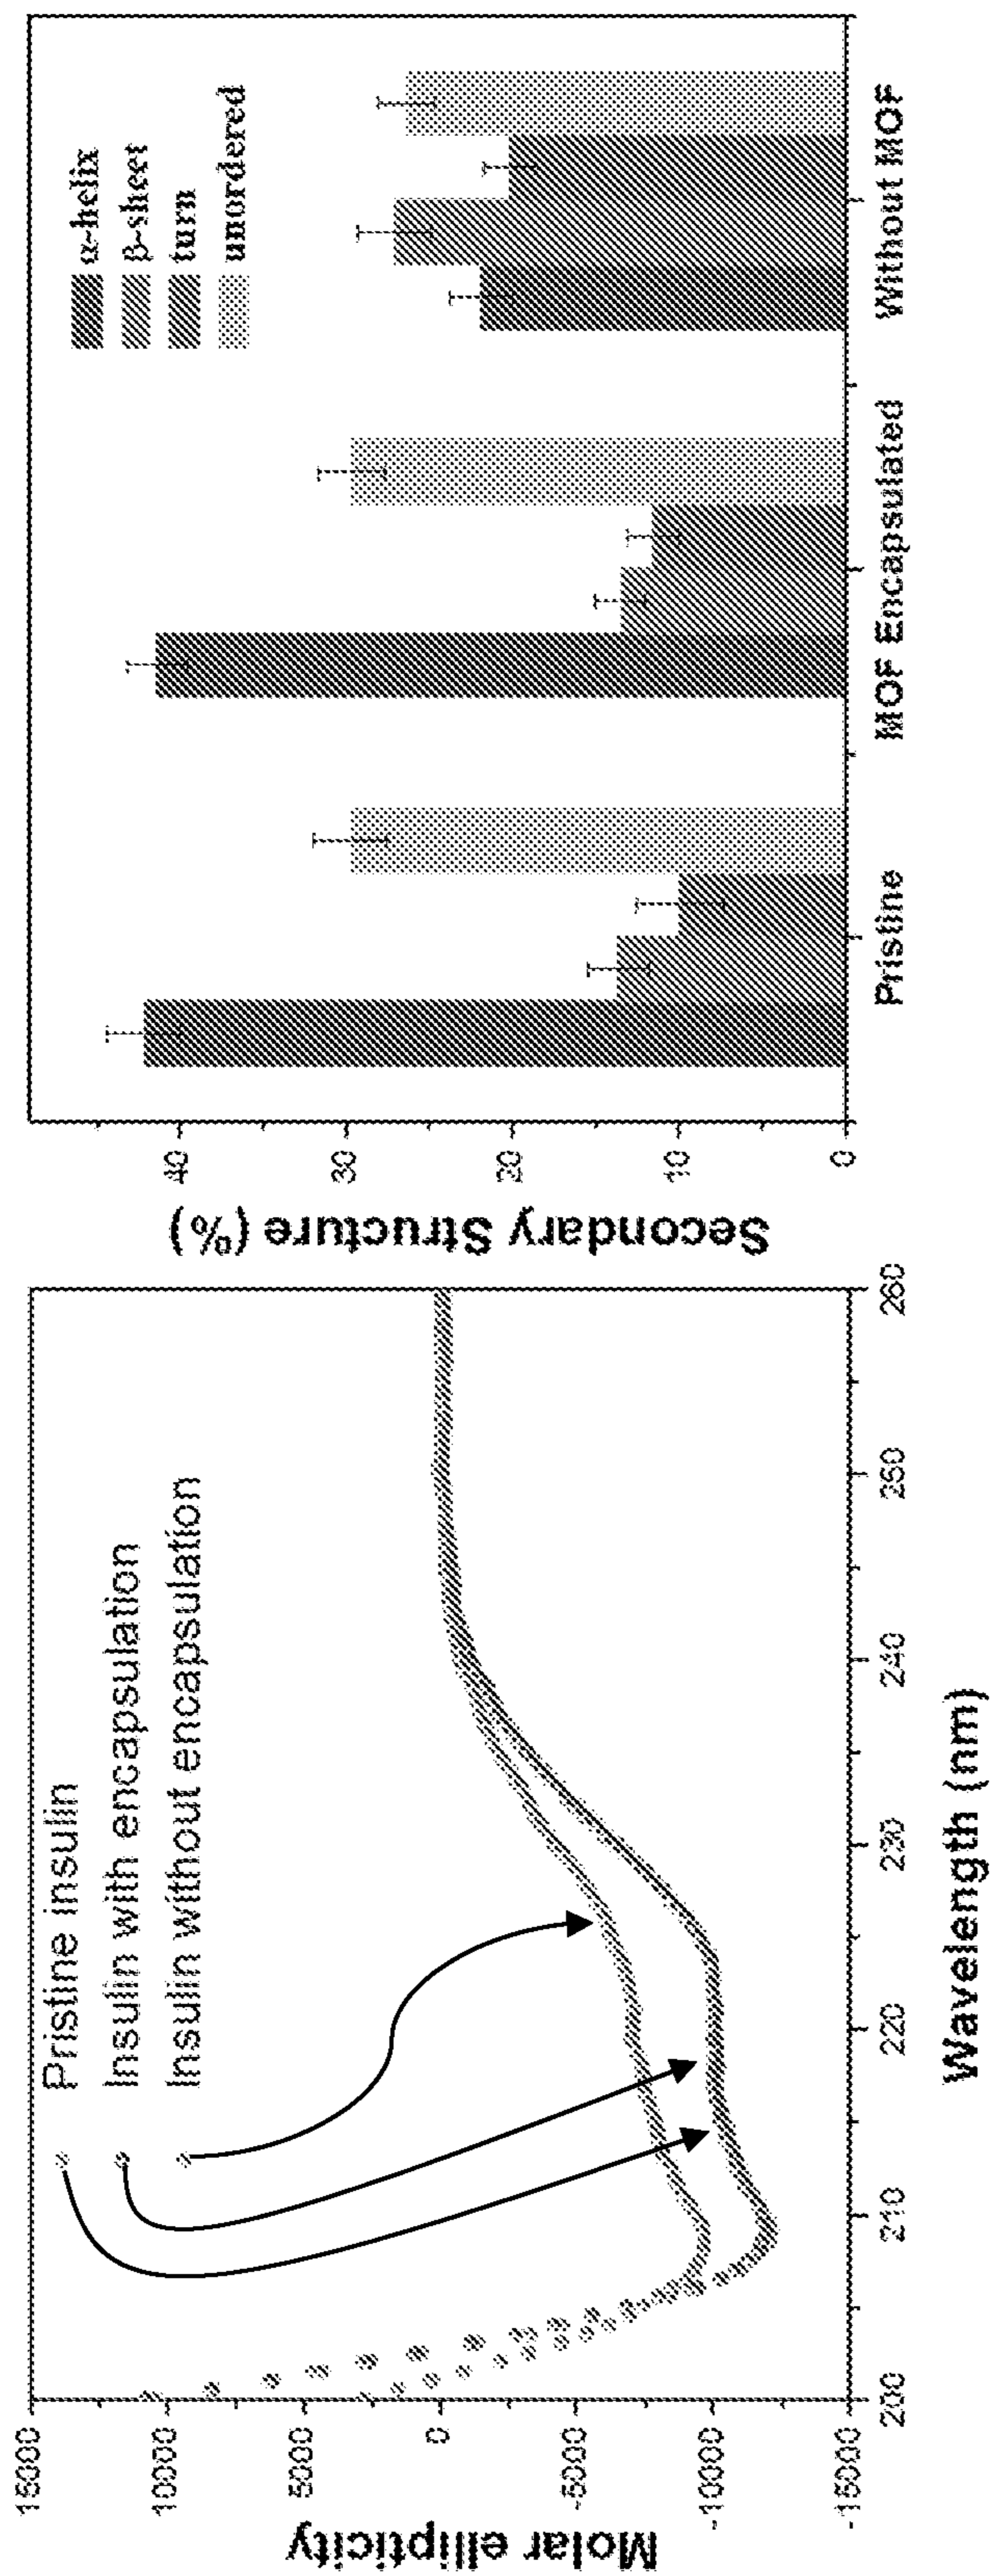 Molar ellipticity
15000
10000
5000
0
-5000
-10000
-15000
Pristine insulin
Insulin with encapsulation
Insulin without encapsulation
200
210
220
230
240
250
260
Wavelength (nm)
Secondary Structure (%)
40
30
20
10
0
α-helix
β-sheet
turn
unordered
Pristine
MOF Encapsulated
Without MOF